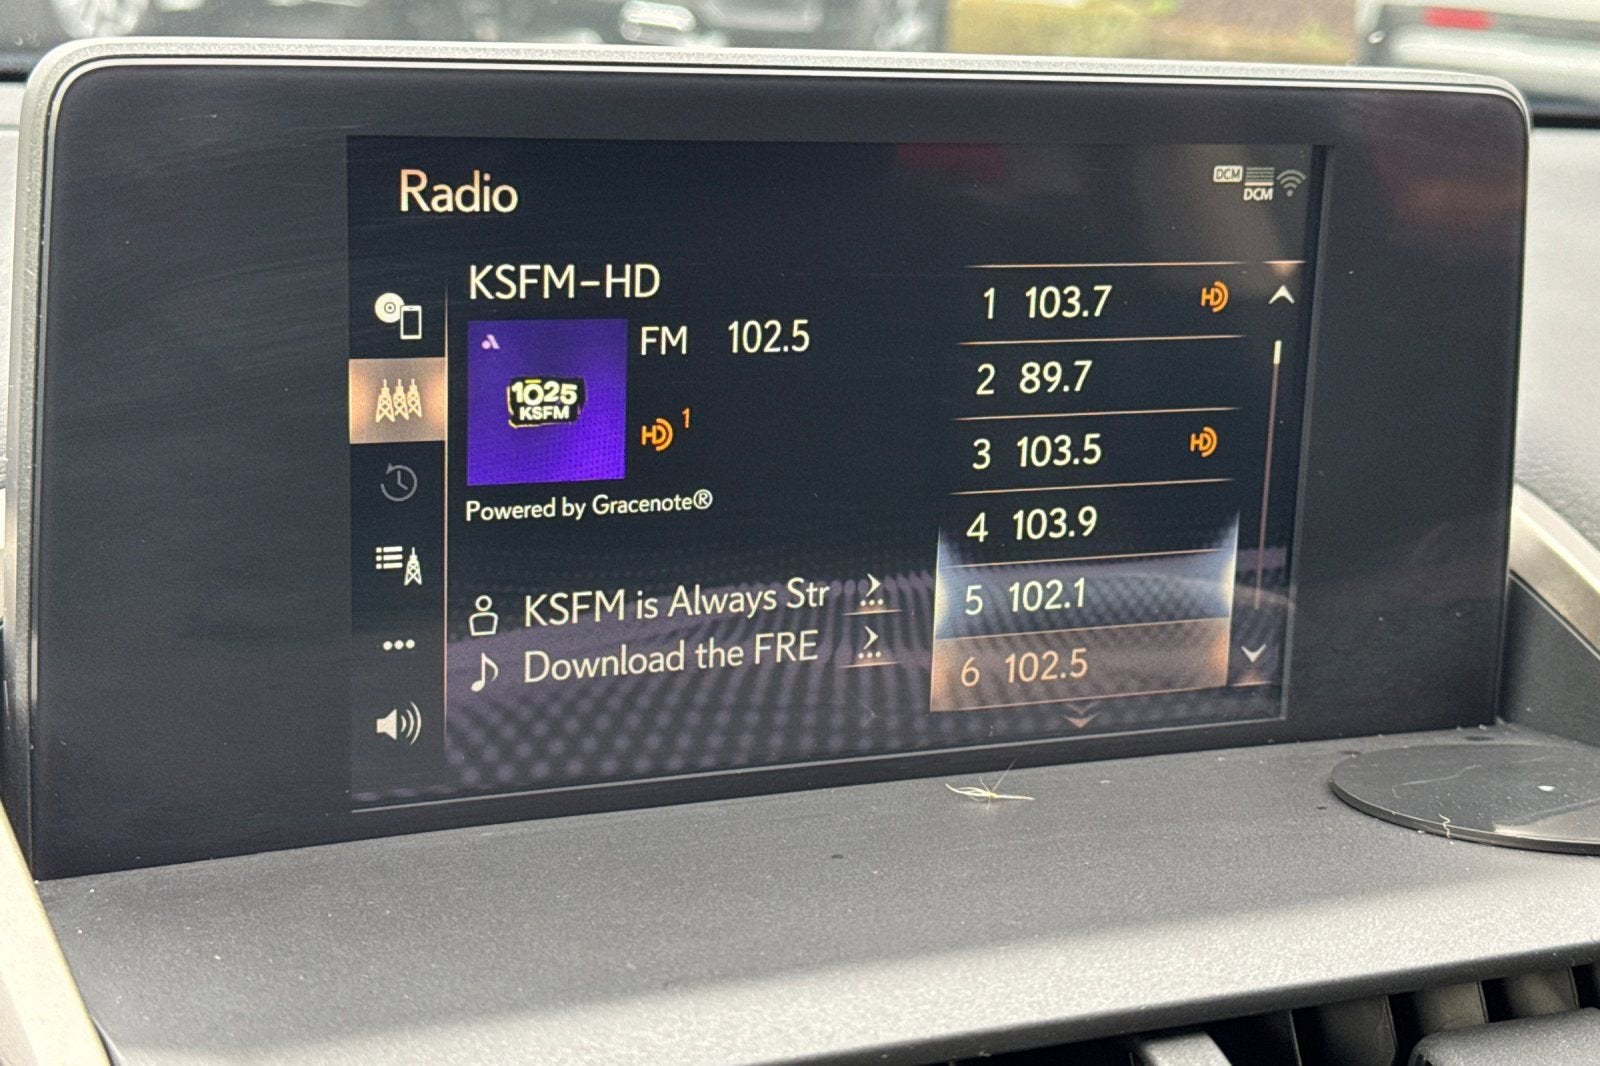 Radio
DCM
DCM
KSFM-HD
FM 102.5
1025
KSFM
HD 1
Powered by Gracenote®
KSFM is Always Str
Download the FRE
1 103.7 HD
2 89.7
3 103.5 HD
4 103.9
5 102.1
6 102.5